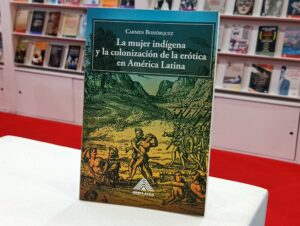 CARMEN BOHÓRQUEZ
La mujer indígena
y la colonización de la erótica
en América Latina